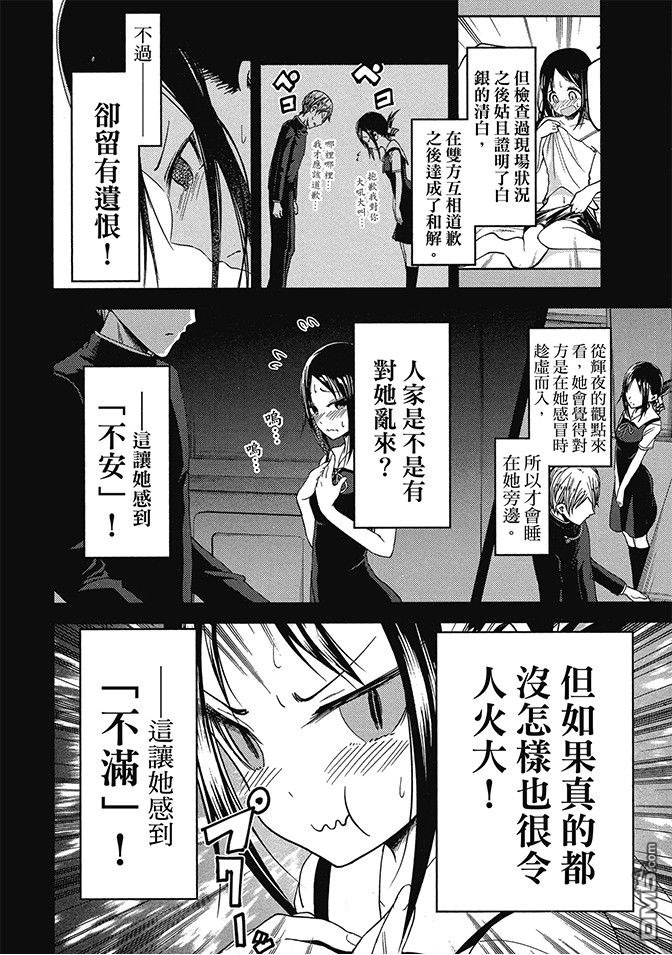 但檢查過現場狀況
之後姑且證明了白
銀的清白，
在雙方互相道歉
之後達成了和解。
抱歉我對你
大吼大叫…
哪裡哪裡…
我才應該道歉…
ペコ
ペコ
不過——
卻留有遺恨！
從輝夜的觀點來
看，她會覺得對
方是在她感冒時
趁虛而入，
所以才會睡
在她旁邊。
人家是不是有
對她亂來？
嗚…
嗚…
——這讓她感到
「不安」！
但如果真的都
沒怎樣也很令
人火大！
プクー
——這讓她感到
「不滿」！